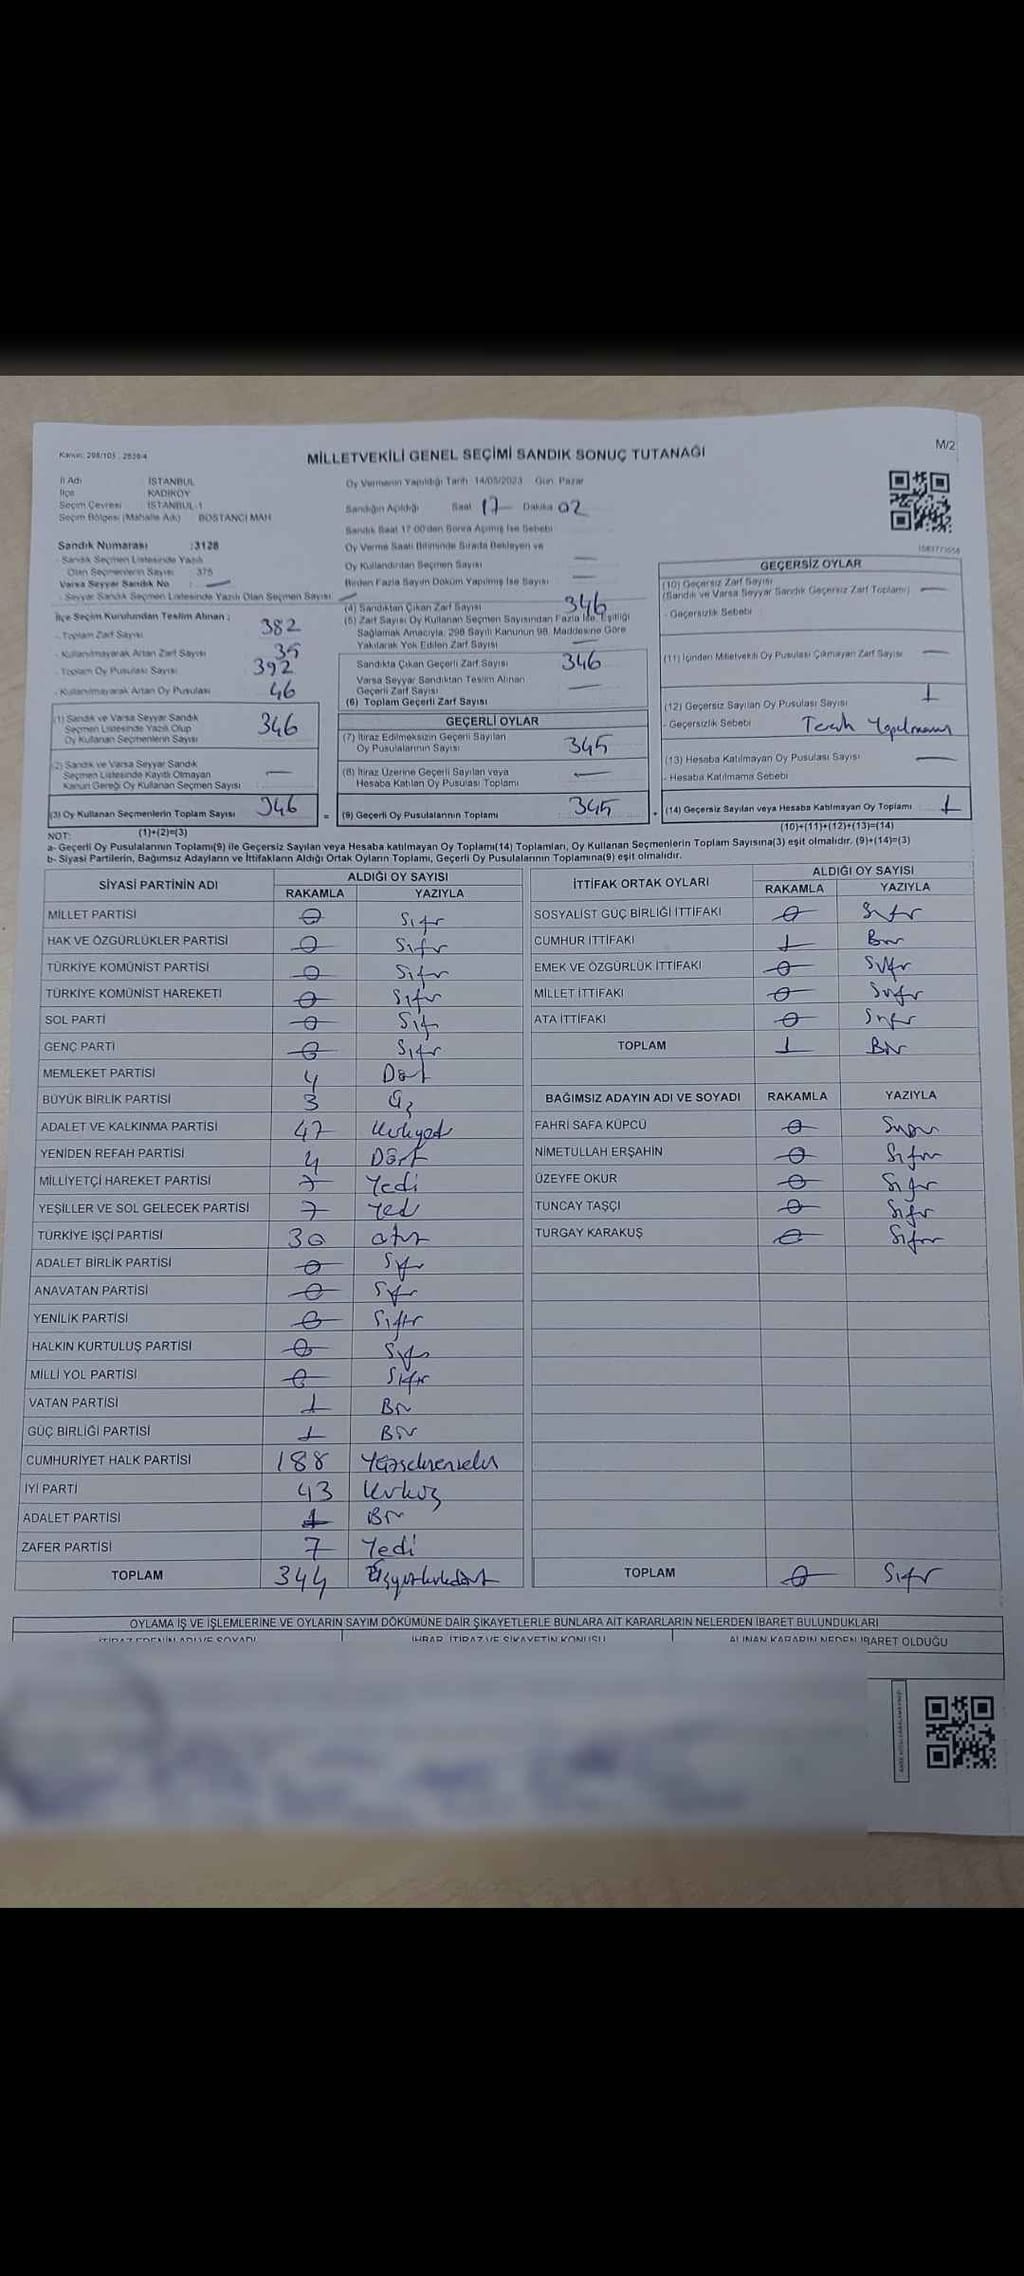 Kanun: 298/105 : 2839/4
MİLLETVEKİLİ GENEL SEÇİMİ SANDIK SONUÇ TUTANAĞI
M/2
İl Adı : İSTANBUL
İlçe : KADIKÖY
Seçim Çevresi : İSTANBUL-1
Seçim Bölgesi (Mahalle Adı) : BOSTANCI MAH
Sandık Numarası :3128
- Sandık Seçmen Listesinde Yazılı
Olan Seçmenlerin Sayısı : 375
Varsa Seyyar Sandık No : —
- Seyyar Sandık Seçmen Listesinde Yazılı Olan Seçmen Sayısı: —
Oy Vermenin Yapıldığı Tarih: 14/05/2023 Gün: Pazar
Sandığın Açıldığı Saat 17 Dakika 02
Sandık Saat 17:00'den Sonra Açılmış İse Sebebi
Oy Verme Saati Bitiminde Sırada Bekleyen ve
Oy Kullandırılan Seçmen Sayısı —
Birden Fazla Sayım Döküm Yapılmış İse Sayısı —
İlçe Seçim Kurulundan Teslim Alınan ;
- Toplam Zarf Sayısı 382
- Kullanılmayarak Artan Zarf Sayısı
- Toplam Oy Pusulası Sayısı 392
- Kullanılmayarak Artan Oy Pusulası 46
(1) Sandık ve Varsa Seyyar Sandık
Seçmen Listesinde Yazılı Olup
Oy Kullanan Seçmenlerin Sayısı 346
(2) Sandık ve Varsa Seyyar Sandık
Seçmen Listesinde Kayıtlı Olmayan
Kanun Gereği Oy Kullanan Seçmen Sayısı —
(3) Oy Kullanan Seçmenlerin Toplam Sayısı 346 =
(4) Sandıktan Çıkan Zarf Sayısı 346
(5) Zarf Sayısı Oy Kullanan Seçmen Sayısından Fazla İse, Eşitliği
Sağlamak Amacıyla, 298 Sayılı Kanunun 98. Maddesine Göre
Yakılarak Yok Edilen Zarf Sayısı —
Sandıkta Çıkan Geçerli Zarf Sayısı 346
Varsa Seyyar Sandıktan Teslim Alınan
Geçerli Zarf Sayısı —
(6) Toplam Geçerli Zarf Sayısı
GEÇERLİ OYLAR
(7) İtiraz Edilmeksizin Geçerli Sayılan
Oy Pusulalarının Sayısı 345
(8) İtiraz Üzerine Geçerli Sayılan veya
Hesaba Katılan Oy Pusulası Toplamı —
(9) Geçerli Oy Pusulalarının Toplamı 345 +
GEÇERSİZ OYLAR
(10) Geçersiz Zarf Sayısı
(Sandık ve Varsa Seyyar Sandık Geçersiz Zarf Toplamı) —
- Geçersizlik Sebebi
(11) İçinden Milletvekili Oy Pusulası Çıkmayan Zarf Sayısı —
(12) Geçersiz Sayılan Oy Pusulası Sayısı 1
- Geçersizlik Sebebi
(13) Hesaba Katılmayan Oy Pusulası Sayısı —
- Hesaba Katılmama Sebebi
(14) Geçersiz Sayılan veya Hesaba Katılmayan Oy Toplamı 1
NOT: (1)+(2)=(3) (10)+(11)+(12)+(13)=(14)
a- Geçerli Oy Pusulalarının Toplamı(9) ile Geçersiz Sayılan veya Hesaba katılmayan Oy Toplamı(14) Toplamları, Oy Kullanan Seçmenlerin Toplam Sayısına(3) eşit olmalıdır. (9)+(14)=(3)
b- Siyasi Partilerin, Bağımsız Adayların ve İttifakların Aldığı Ortak Oyların Toplamı, Geçerli Oy Pusulalarının Toplamına(9) eşit olmalıdır.
SİYASİ PARTİNİN ADI ALDIĞI OY SAYISI
RAKAMLA YAZIYLA
MİLLET PARTİSİ 0 Sıfır
HAK VE ÖZGÜRLÜKLER PARTİSİ 0 Sıfır
TÜRKİYE KOMÜNİST PARTİSİ 0 Sıfır
TÜRKİYE KOMÜNİST HAREKETİ 0 Sıfır
SOL PARTİ 0 Sıfır
GENÇ PARTİ 0 Sıfır
MEMLEKET PARTİSİ 4 Dört
BÜYÜK BİRLİK PARTİSİ 3 Üç
ADALET VE KALKINMA PARTİSİ 47 Kırkyedi
YENİDEN REFAH PARTİSİ 4 Dört
MİLLİYETÇİ HAREKET PARTİSİ 7 Yedi
YEŞİLLER VE SOL GELECEK PARTİSİ 7 Yedi
TÜRKİYE İŞÇİ PARTİSİ 30 otuz
ADALET BİRLİK PARTİSİ 0 Sıfır
ANAVATAN PARTİSİ 0 Sıfır
YENİLİK PARTİSİ 0 Sıfır
HALKIN KURTULUŞ PARTİSİ 0 Sıfır
MİLLİ YOL PARTİSİ 0 Sıfır
VATAN PARTİSİ 1 Bir
GÜÇ BİRLİĞİ PARTİSİ 1 Bir
CUMHURİYET HALK PARTİSİ 188 Yüzseksensekiz
İYİ PARTİ 43 Kırküç
ADALET PARTİSİ 1 Bir
ZAFER PARTİSİ 7 Yedi
TOPLAM 344 Üçyüzkırkdört
İTTİFAK ORTAK OYLARI ALDIĞI OY SAYISI
RAKAMLA YAZIYLA
SOSYALİST GÜÇ BİRLİĞİ İTTİFAKI 0 Sıfır
CUMHUR İTTİFAKI 1 Bir
EMEK VE ÖZGÜRLÜK İTTİFAKI 0 Sıfır
MİLLET İTTİFAKI 0 Sıfır
ATA İTTİFAKI 0 Sıfır
TOPLAM 1 Bir
BAĞIMSIZ ADAYIN ADI VE SOYADI RAKAMLA YAZIYLA
FAHRİ SAFA KÜPCÜ 0 Sıfır
NİMETULLAH ERŞAHİN 0 Sıfır
ÜZEYFE OKUR 0 Sıfır
TUNCAY TAŞÇI 0 Sıfır
TURGAY KARAKUŞ 0 Sıfır
TOPLAM 0 Sıfır
OYLAMA İŞ VE İŞLEMLERİNE VE OYLARIN SAYIM DÖKÜMÜNE DAİR ŞİKAYETLERLE BUNLARA AİT KARARLARIN NELERDEN İBARET BULUNDUKLARI
İTİRAZ EDENİN ADI VE SOYADI İHBAR, İTİRAZ VE ŞİKAYETİN KONUSU ALINAN KARARIN NEDEN İBARET OLDUĞU